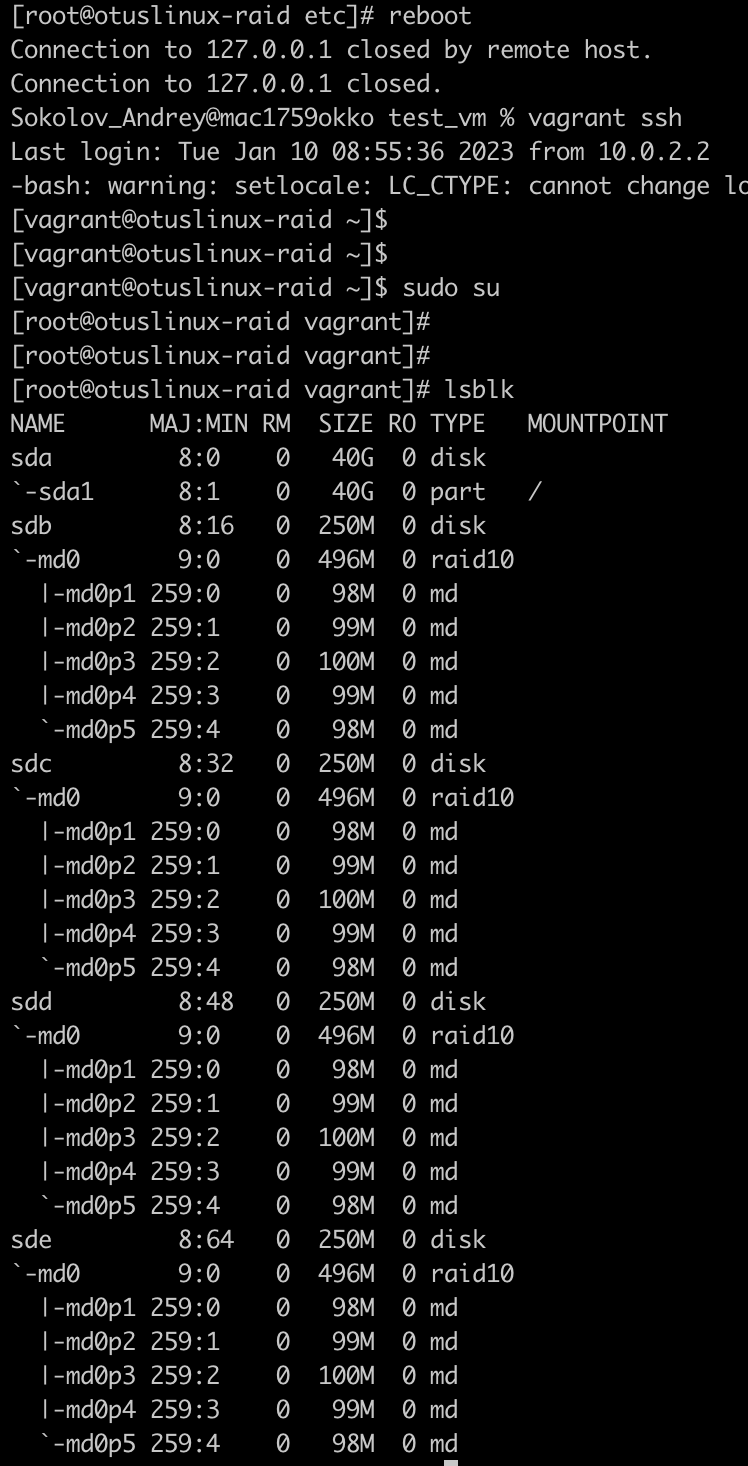 [root@otuslinux-raid etc]# reboot
Connection to 127.0.0.1 closed by remote host.
Connection to 127.0.0.1 closed.
Sokolov_Andrey@mac1759okko test_vm % vagrant ssh
Last login: Tue Jan 10 08:55:36 2023 from 10.0.2.2
-bash: warning: setlocale: LC_CTYPE: cannot change lo
[vagrant@otuslinux-raid ~]$
[vagrant@otuslinux-raid ~]$
[vagrant@otuslinux-raid ~]$ sudo su
[root@otuslinux-raid vagrant]#
[root@otuslinux-raid vagrant]#
[root@otuslinux-raid vagrant]# lsblk
NAME      MAJ:MIN RM  SIZE RO TYPE   MOUNTPOINT
sda         8:0    0   40G  0 disk
`-sda1      8:1    0   40G  0 part   /
sdb         8:16   0  250M  0 disk
`-md0       9:0    0  496M  0 raid10
  |-md0p1 259:0    0   98M  0 md
  |-md0p2 259:1    0   99M  0 md
  |-md0p3 259:2    0  100M  0 md
  |-md0p4 259:3    0   99M  0 md
  `-md0p5 259:4    0   98M  0 md
sdc         8:32   0  250M  0 disk
`-md0       9:0    0  496M  0 raid10
  |-md0p1 259:0    0   98M  0 md
  |-md0p2 259:1    0   99M  0 md
  |-md0p3 259:2    0  100M  0 md
  |-md0p4 259:3    0   99M  0 md
  `-md0p5 259:4    0   98M  0 md
sdd         8:48   0  250M  0 disk
`-md0       9:0    0  496M  0 raid10
  |-md0p1 259:0    0   98M  0 md
  |-md0p2 259:1    0   99M  0 md
  |-md0p3 259:2    0  100M  0 md
  |-md0p4 259:3    0   99M  0 md
  `-md0p5 259:4    0   98M  0 md
sde         8:64   0  250M  0 disk
`-md0       9:0    0  496M  0 raid10
  |-md0p1 259:0    0   98M  0 md
  |-md0p2 259:1    0   99M  0 md
  |-md0p3 259:2    0  100M  0 md
  |-md0p4 259:3    0   99M  0 md
  `-md0p5 259:4    0   98M  0 md